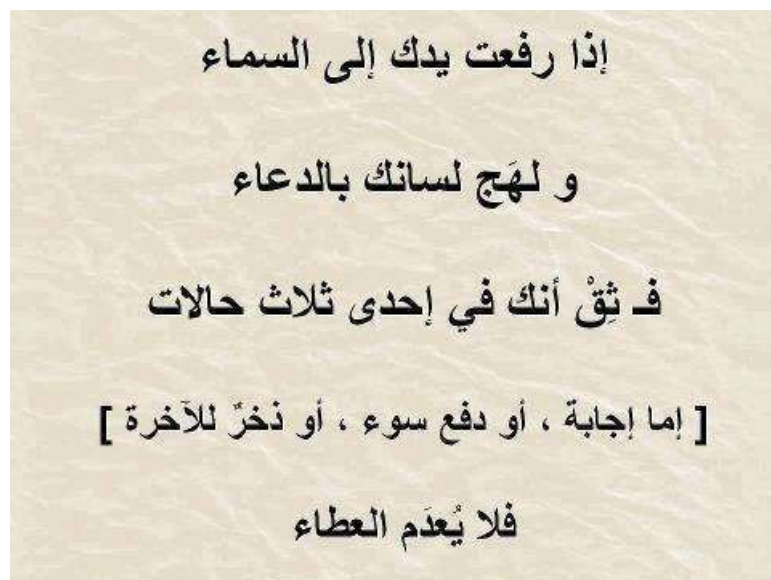 إذا رفعت يدك إلى السماء
و لهَج لسانك بالدعاء
فـ ثِقْ أنك في إحدى ثلاث حالات
[ إما إجابة ، أو دفع سوء ، أو ذخرٌ للآخرة ]
فلا يُعدَم العطاء